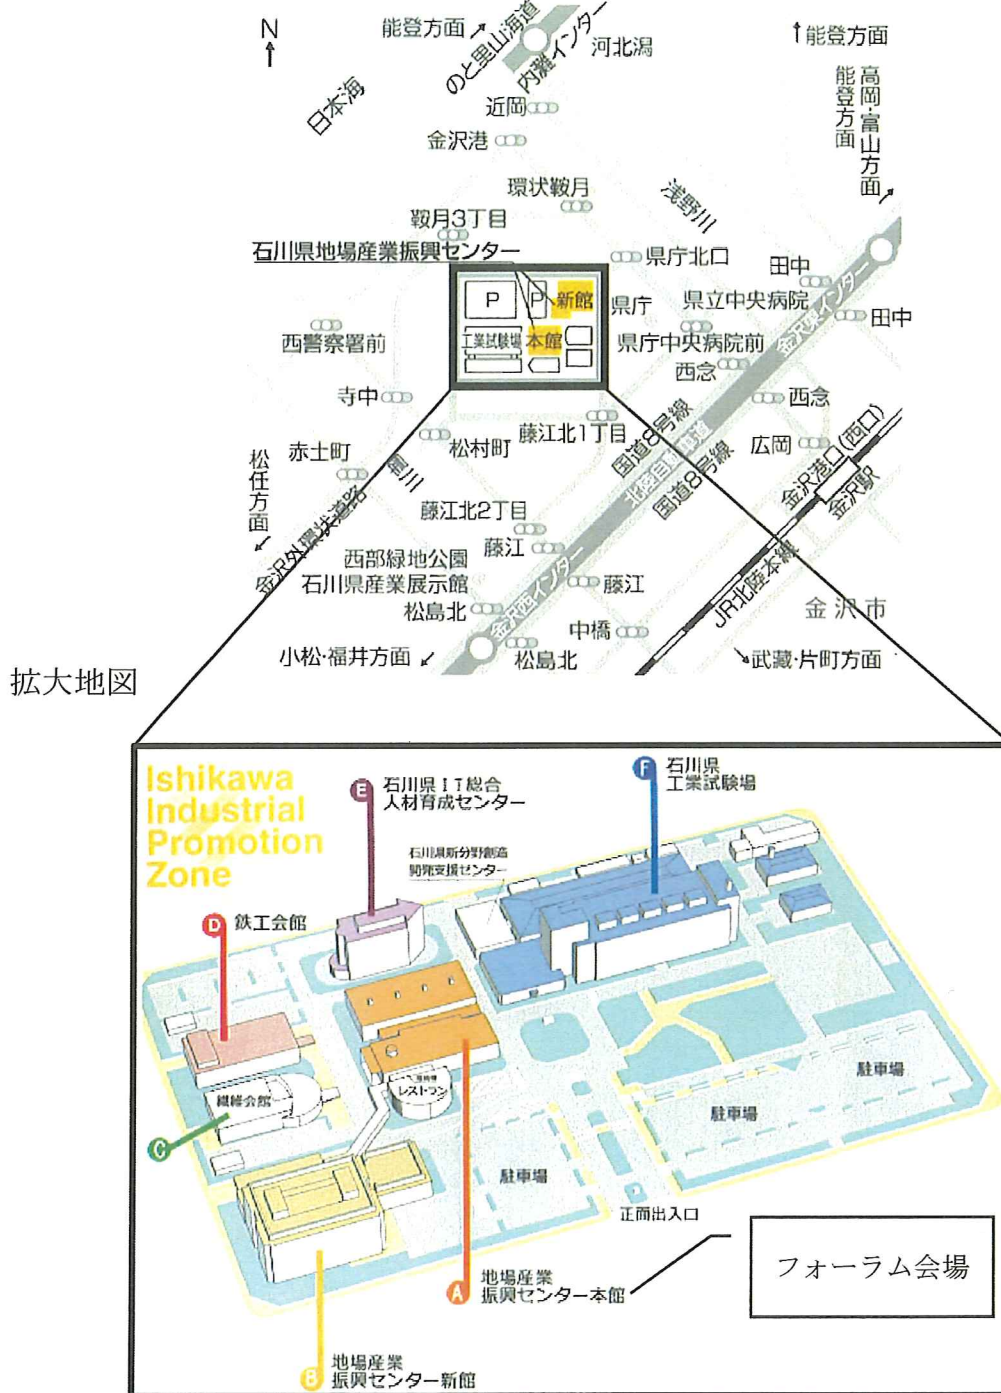 N
能登方面
のと里山海道
内灘インター
河北潟
能登方面
日本海
高岡・富山方面
能登方面
近岡
金沢港
環状鞍月
浅野川
鞍月3丁目
石川県地場産業振興センター
県庁北口
田中
P
P
新館
県庁
県立中央病院
金沢東インター
田中
西警察署前
工業試験場
本館
県庁中央病院前
西念
西念
寺中
藤江北1丁目
国道8号線
北陸自動車道
国道8号線
広岡
金沢港口(西口)
金沢駅
赤土町
松村町
松任方面
金沢外環状道路
藤江北2丁目
西部緑地公園
藤江
石川県産業展示館
藤江
JR北陸本線
金沢市
松島北
金沢西インター
中橋
小松・福井方面
松島北
武蔵・片町方面
拡大地図
Ishikawa
Industrial
Promotion
Zone
E
石川県IT総合
人材育成センター
F
石川県
工業試験場
石川県新分野創造
開発支援センター
D
鉄工会館
レストラン
繊維会館
C
駐車場
駐車場
駐車場
正面出入口
フォーラム会場
A
地場産業
振興センター本館
B
地場産業
振興センター新館